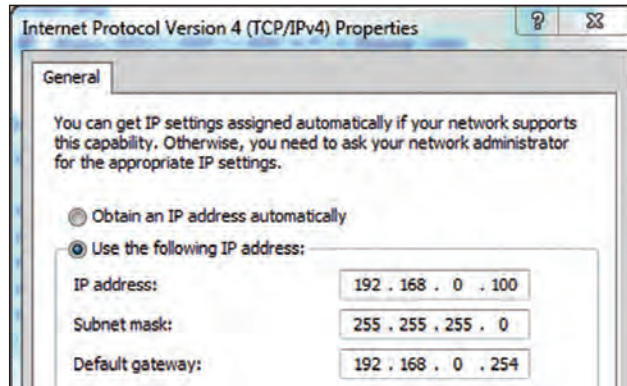 Internet Protocol Version 4 (TCP/IPv4) Properties
General
You can get IP settings assigned automatically if your network supports
this capability. Otherwise, you need to ask your network administrator
for the appropriate IP settings.
Obtain an IP address automatically
Use the following IP address:
IP address: 192 . 168 . 0 . 100
Subnet mask: 255 . 255 . 255 . 0
Default gateway: 192 . 168 . 0 . 254